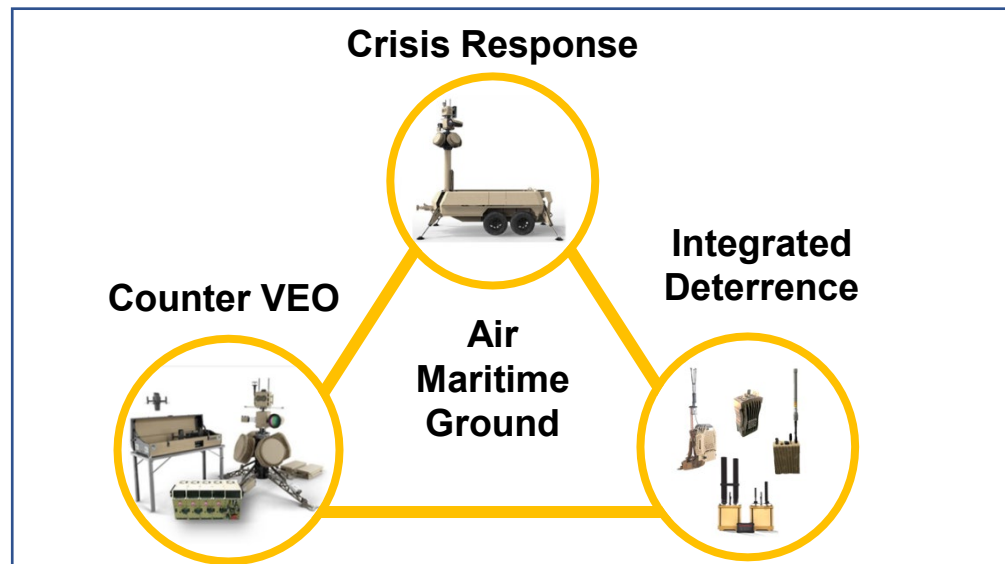 Crisis Response
Integrated
Deterrence
Counter VEO
Air
Maritime
Ground